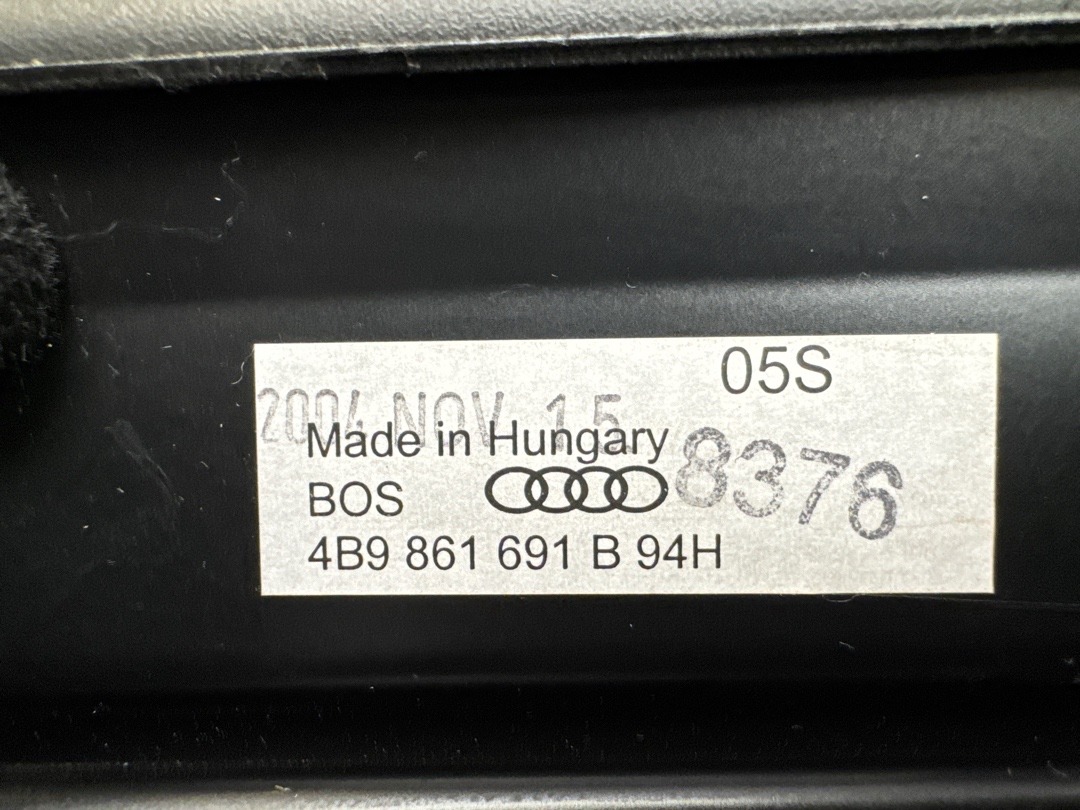 05S
2004 NOV 15
Made in Hungary
8376
BOS
4B9 861 691 B 94H